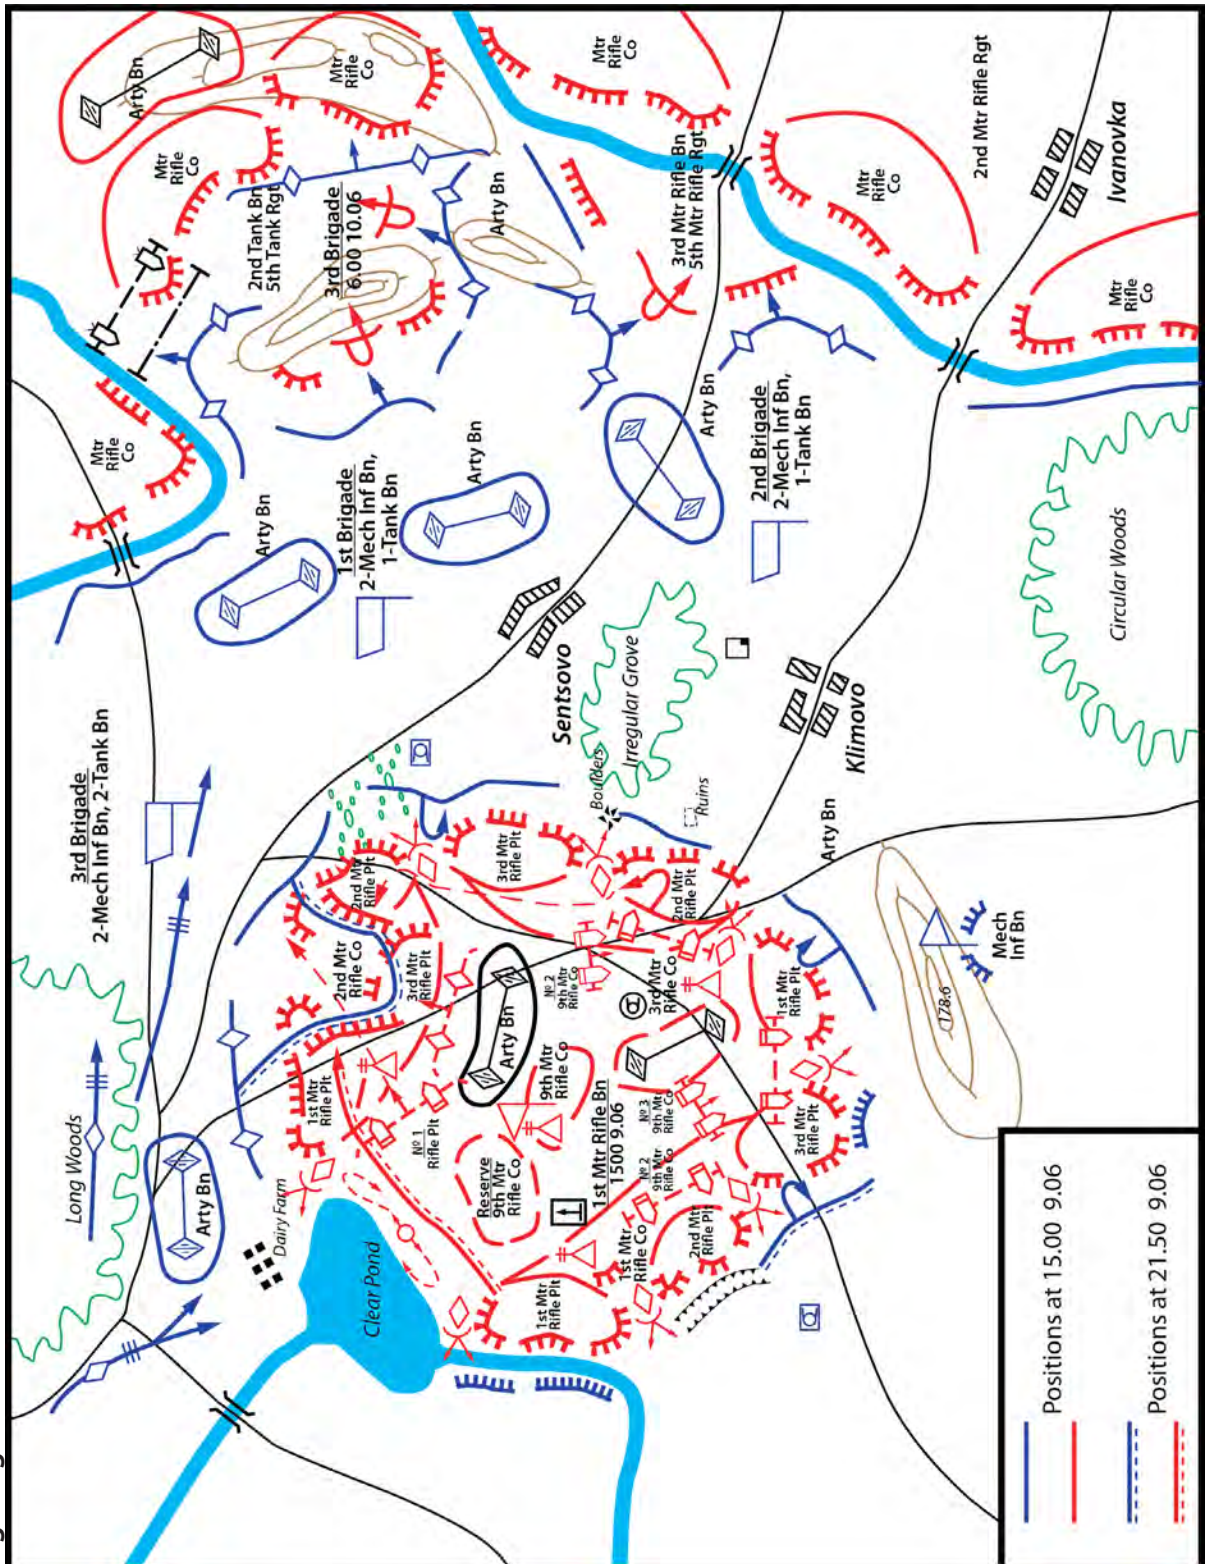 Long Woods
3rd Brigade
2-Mech Inf Bn, 2-Tank Bn
Mtr
Rifle
Co
Arty Bn
Arty Bn
Mtr
Rifle
Co
Arty Bn
Dairy Farm
Arty Bn
2nd Tank Bn
5th Tank Rgt
Mtr
Rifle
Co
1st Mtr
Rifle Plt
2nd Mtr
Rifle Co
2nd Mtr
Rifle Plt
1st Brigade
2-Mech Inf Bn,
1-Tank Bn
3rd Brigade
6.00 10.06
Clear Pond
Nº 1
Rifle Plt
3rd Mtr
Rifle Plt
Arty Bn
Arty Bn
Mtr
Rifle
Co
Reserve
9th Mtr
Rifle Co
Arty Bn
3rd Mtr
Rifle Plt
1st Mtr
Rifle Plt
9th Mtr
Rifle Co
Nº 2
9th Mtr
Rifle Co
Sentsovo
1st Mtr Rifle Bn
1500 9.06
Boulders
Irregular Grove
3rd Mtr Rifle Bn
5th Mtr Rifle Rgt
1st Mtr
Rifle Co
3rd Mtr
Rifle Co
2nd Mtr
Rifle Plt
Ruins
Arty Bn
2nd Mtr
Rifle Plt
Nº 2
9th Mtr
Rifle Co
Nº 3
9th Mtr
Rifle Co
2nd Brigade
2-Mech Inf Bn,
1-Tank Bn
1st Mtr
Rifle Plt
3rd Mtr
Rifle Plt
Arty Bn
Klimovo
Mtr
Rifle
Co
2nd Mtr Rifle Rgt
178.6
Mech
Inf Bn
Circular Woods
Mtr
Rifle
Co
Ivanovka
Positions at 15.00 9.06
Positions at 21.50 9.06